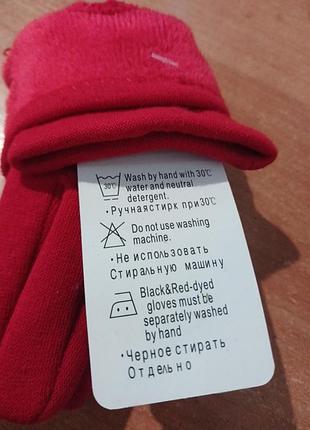 30℃
Wash by hand with 30℃
water and neutral
detergent.
•Ручнаястирк при30℃
Do not use washing
machine.
•Не использовать
Стиральную машину
Black&Red-dyed
gloves must be
separately washed
by hand
•Черное стирать
Отдельно